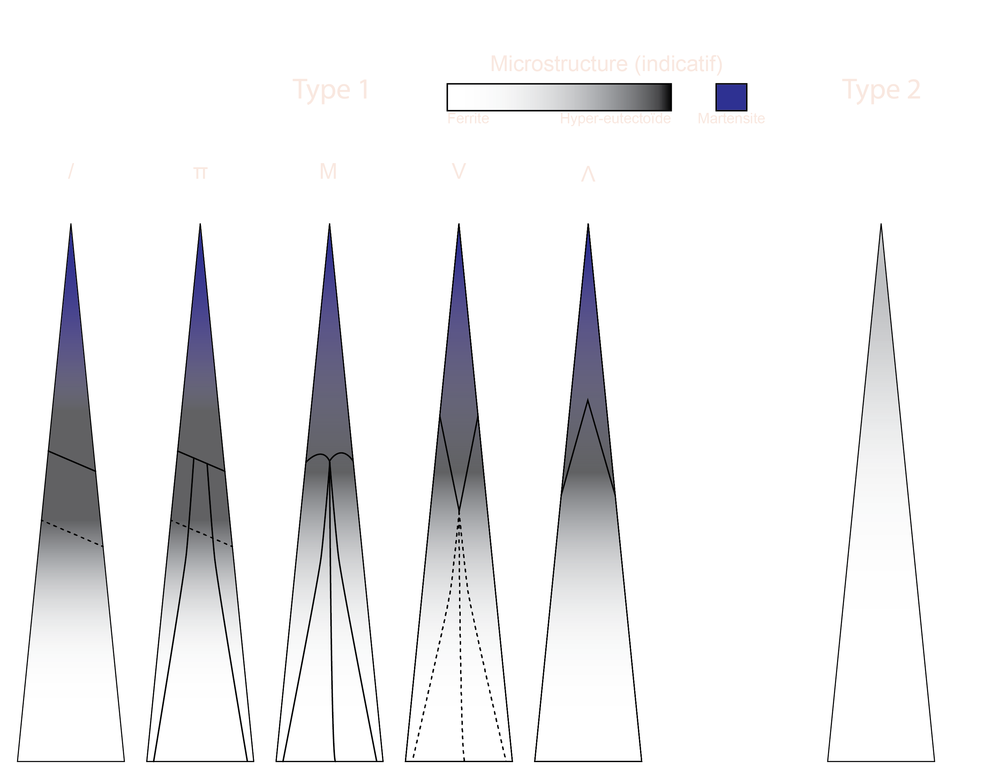 Microstructure (indicatif)
Type 1
Type 2
Ferrite
Hyper-eutectoïde
Martensite
/
π
M
V
Λ